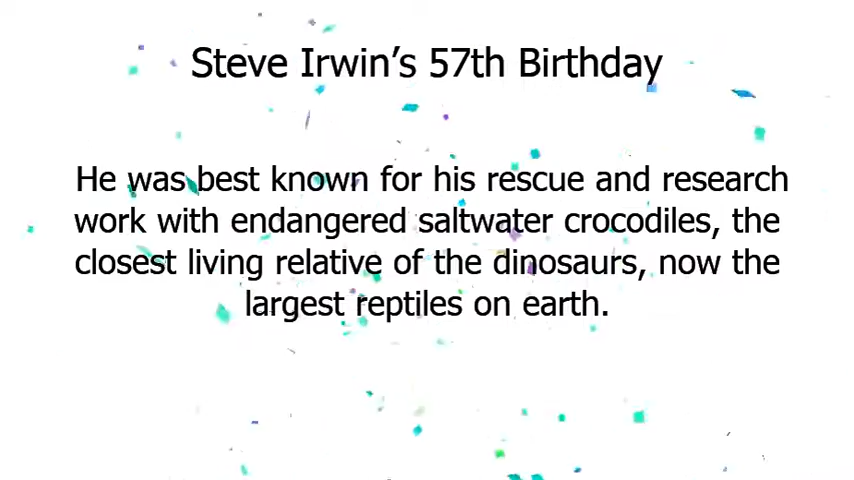 Steve Irwin’s 57th Birthday
He was best known for his rescue and research
work with endangered saltwater crocodiles, the
closest living relative of the dinosaurs, now the
largest reptiles on earth.